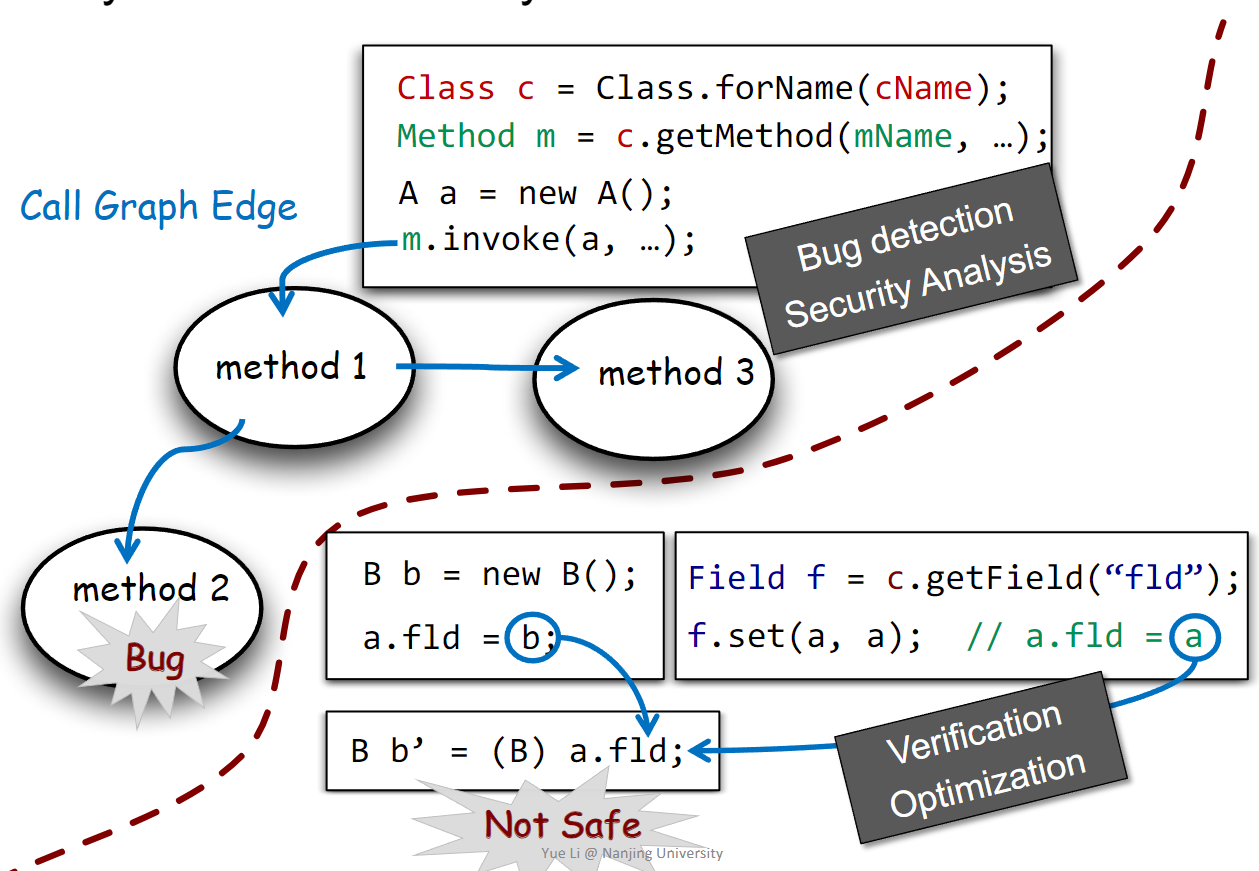 Class c = Class.forName(cName);
Method m = c.getMethod(mName, …);
A a = new A();
m.invoke(a, …);
Call Graph Edge
Bug detection
Security Analysis
method 1
method 3
method 2
Bug
B b = new B();
a.fld = b;
Field f = c.getField(“fld”);
f.set(a, a); // a.fld = a
B b’ = (B) a.fld;
Verification
Optimization
Not Safe
Yue Li @ Nanjing University